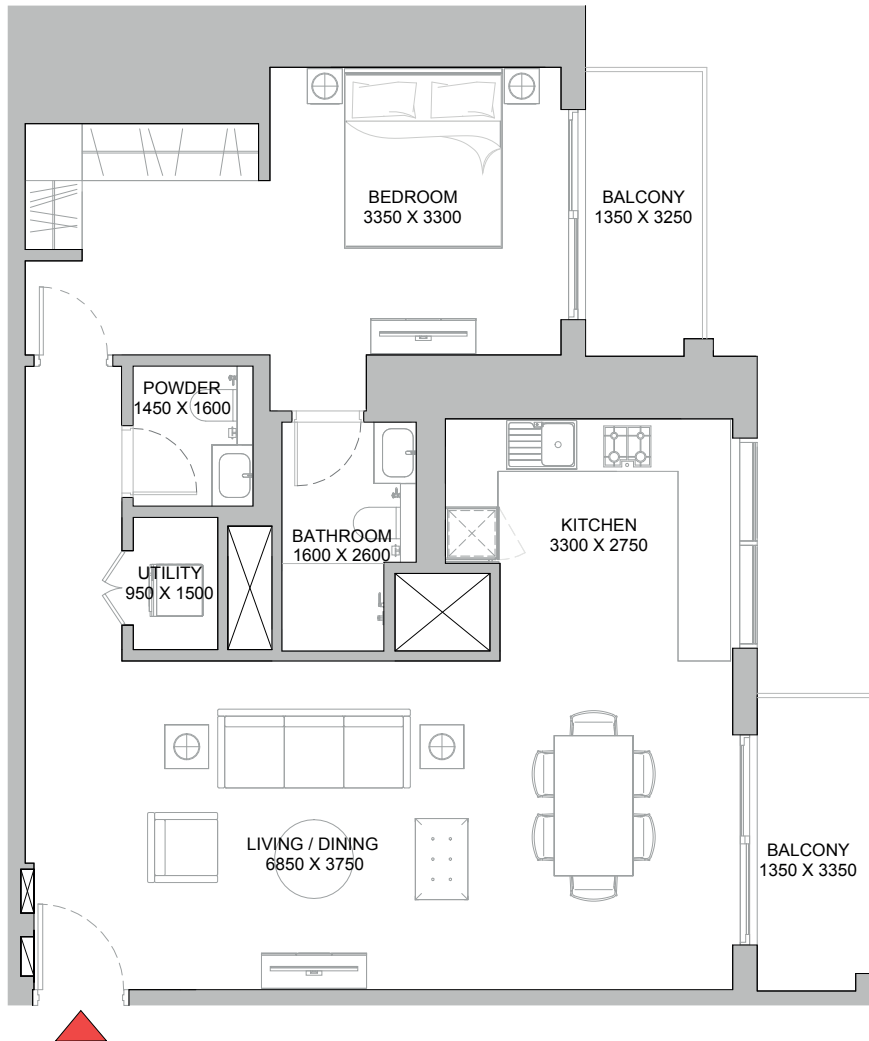 BEDROOM
3350 X 3300
BALCONY
1350 X 3250
POWDER
1450 X 1600
KITCHEN
3300 X 2750
BATHROOM
1600 X 2600
UTILITY
950 X 1500
LIVING / DINING
6850 X 3750
BALCONY
1350 X 3350